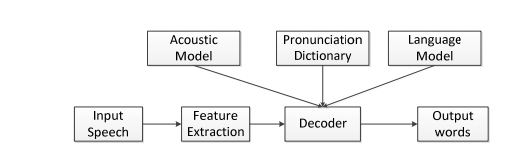 Acoustic
Model
Pronunciation
Dictionary
Language
Model
Input
Speech
Feature
Extraction
Decoder
Output
words